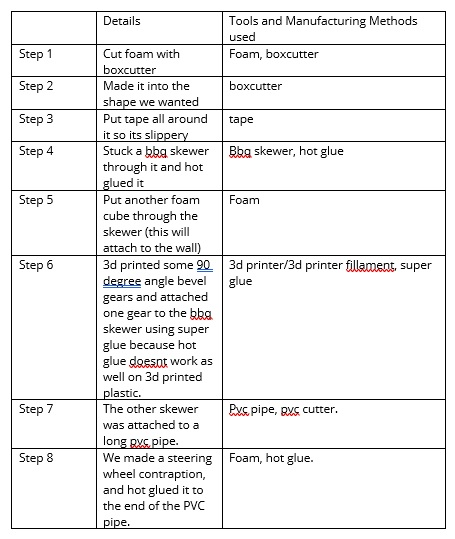 Details Tools and Manufacturing Methods
used
Step 1 Cut foam with Foam, boxcutter
boxcutter
Step 2 Made it into the boxcutter
shape we wanted
Step 3 Put tape all around tape
it so its slippery
Step 4 Stuck a bbq skewer Bbq skewer, hot glue
through it and hot
glued it
Step 5 Put another foam Foam
cube through the
skewer (this will
attach to the wall)
Step 6 3d printed some 90 3d printer/3d printer fillament, super
degree angle bevel glue
gears and attached
one gear to the bbq
skewer using super
glue because hot
glue doesnt work as
well on 3d printed
plastic.
Step 7 The other skewer Pvc pipe, pvc cutter.
was attached to a
long pvc pipe.
Step 8 We made a steering Foam, hot glue.
wheel contraption,
and hot glued it to
the end of the PVC
pipe.